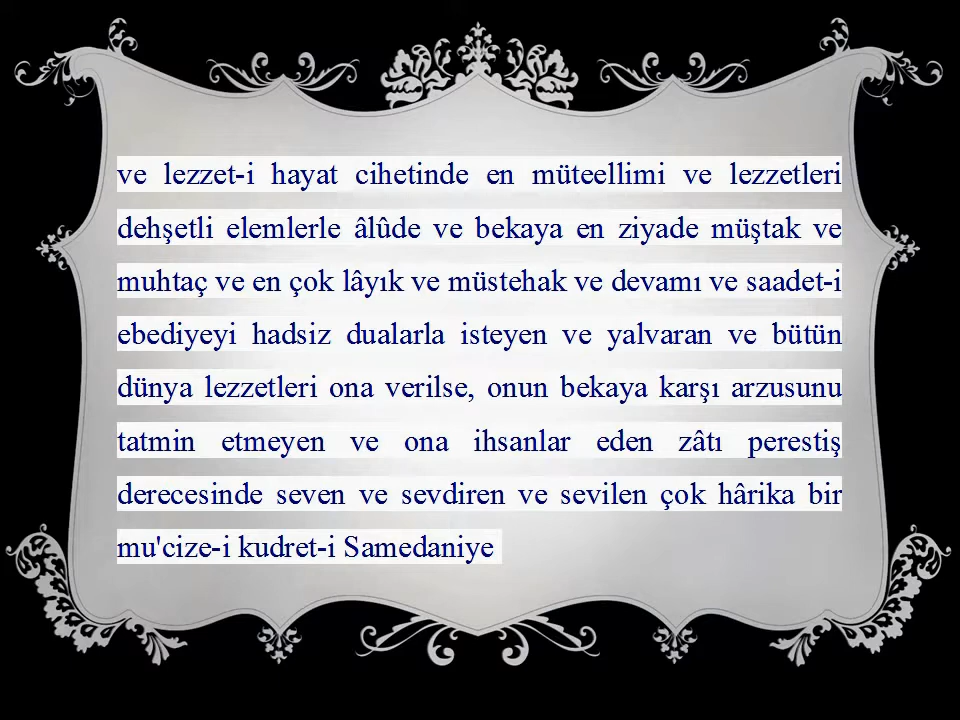 ve lezzet-i hayat cihetinde en müteellimi ve lezzetleri
dehşetli elemlerle âlûde ve bekaya en ziyade müştak ve
muhtaç ve en çok lâyık ve müstehak ve devamı ve saadet-i
ebediyeyi hadsiz dualarla isteyen ve yalvaran ve bütün
dünya lezzetleri ona verilse, onun bekaya karşı arzusunu
tatmin etmeyen ve ona ihsanlar eden zâtı perestiş
derecesinde seven ve sevdiren ve sevilen çok hârika bir
mu'cize-i kudret-i Samedaniye